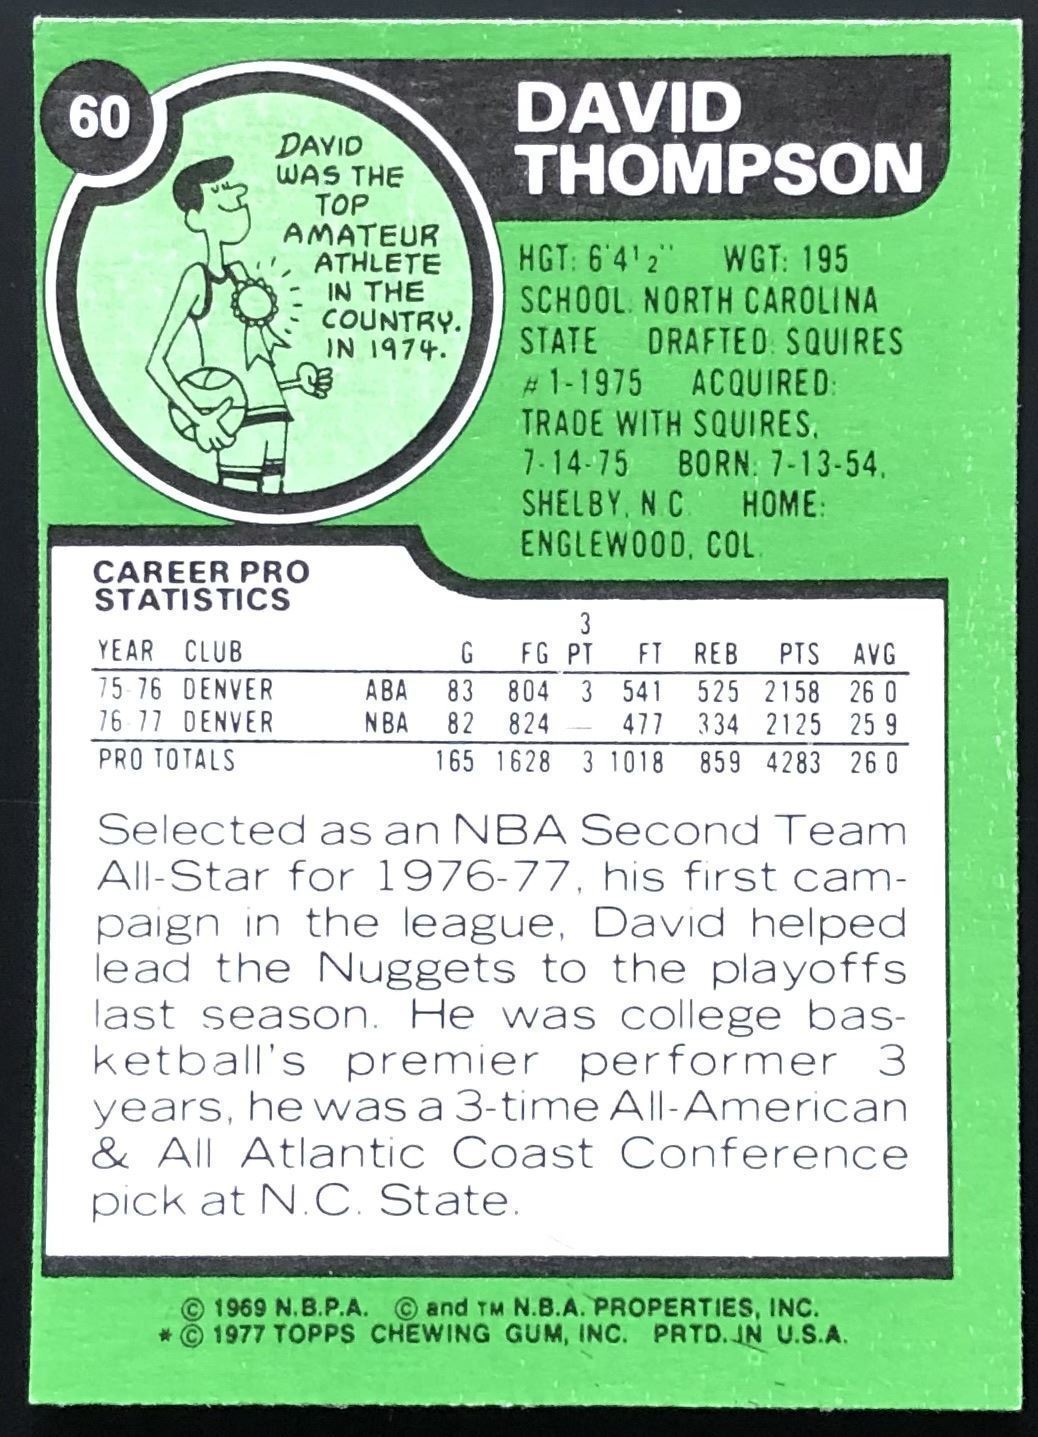 60
DAVID
THOMPSON
DAVID
WAS THE
TOP
AMATEUR
ATHLETE
IN THE
COUNTRY.
IN 1974.
HGT: 6'4½" WGT: 195
SCHOOL: NORTH CAROLINA
STATE DRAFTED: SQUIRES
#1-1975 ACQUIRED:
TRADE WITH SQUIRES,
7-14-75 BORN: 7-13-54,
SHELBY, N.C. HOME:
ENGLEWOOD, COL.
CAREER PRO
STATISTICS
3
YEAR CLUB G FG PT FT REB PTS AVG
75-76 DENVER ABA 83 804 3 541 525 2158 26.0
76-77 DENVER NBA 82 824 — 477 334 2125 25.9
PRO TOTALS 165 1628 3 1018 859 4283 26.0
Selected as an NBA Second Team
All-Star for 1976-77, his first cam-
paign in the league, David helped
lead the Nuggets to the playoffs
last season. He was college bas-
ketball's premier performer 3
years, he was a 3-time All-American
& All Atlantic Coast Conference
pick at N.C. State.
© 1969 N.B.P.A. © and TM N.B.A. PROPERTIES, INC.
* © 1977 TOPPS CHEWING GUM, INC. PRTD. IN U.S.A.